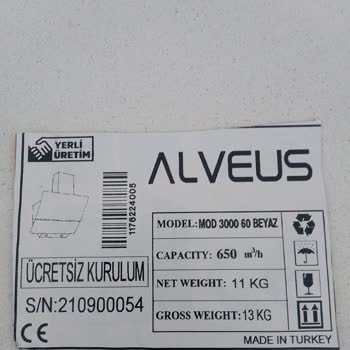 YERLİ
ÜRETİM
ALVEUS
1176224005
MODEL: MOD 3000 60 BEYAZ
CAPACITY: 650 m³/h
ÜCRETSİZ KURULUM
NET WEIGHT: 11 KG
S/N:210900054
GROSS WEIGHT: 13 KG
CE
MADE IN TURKEY